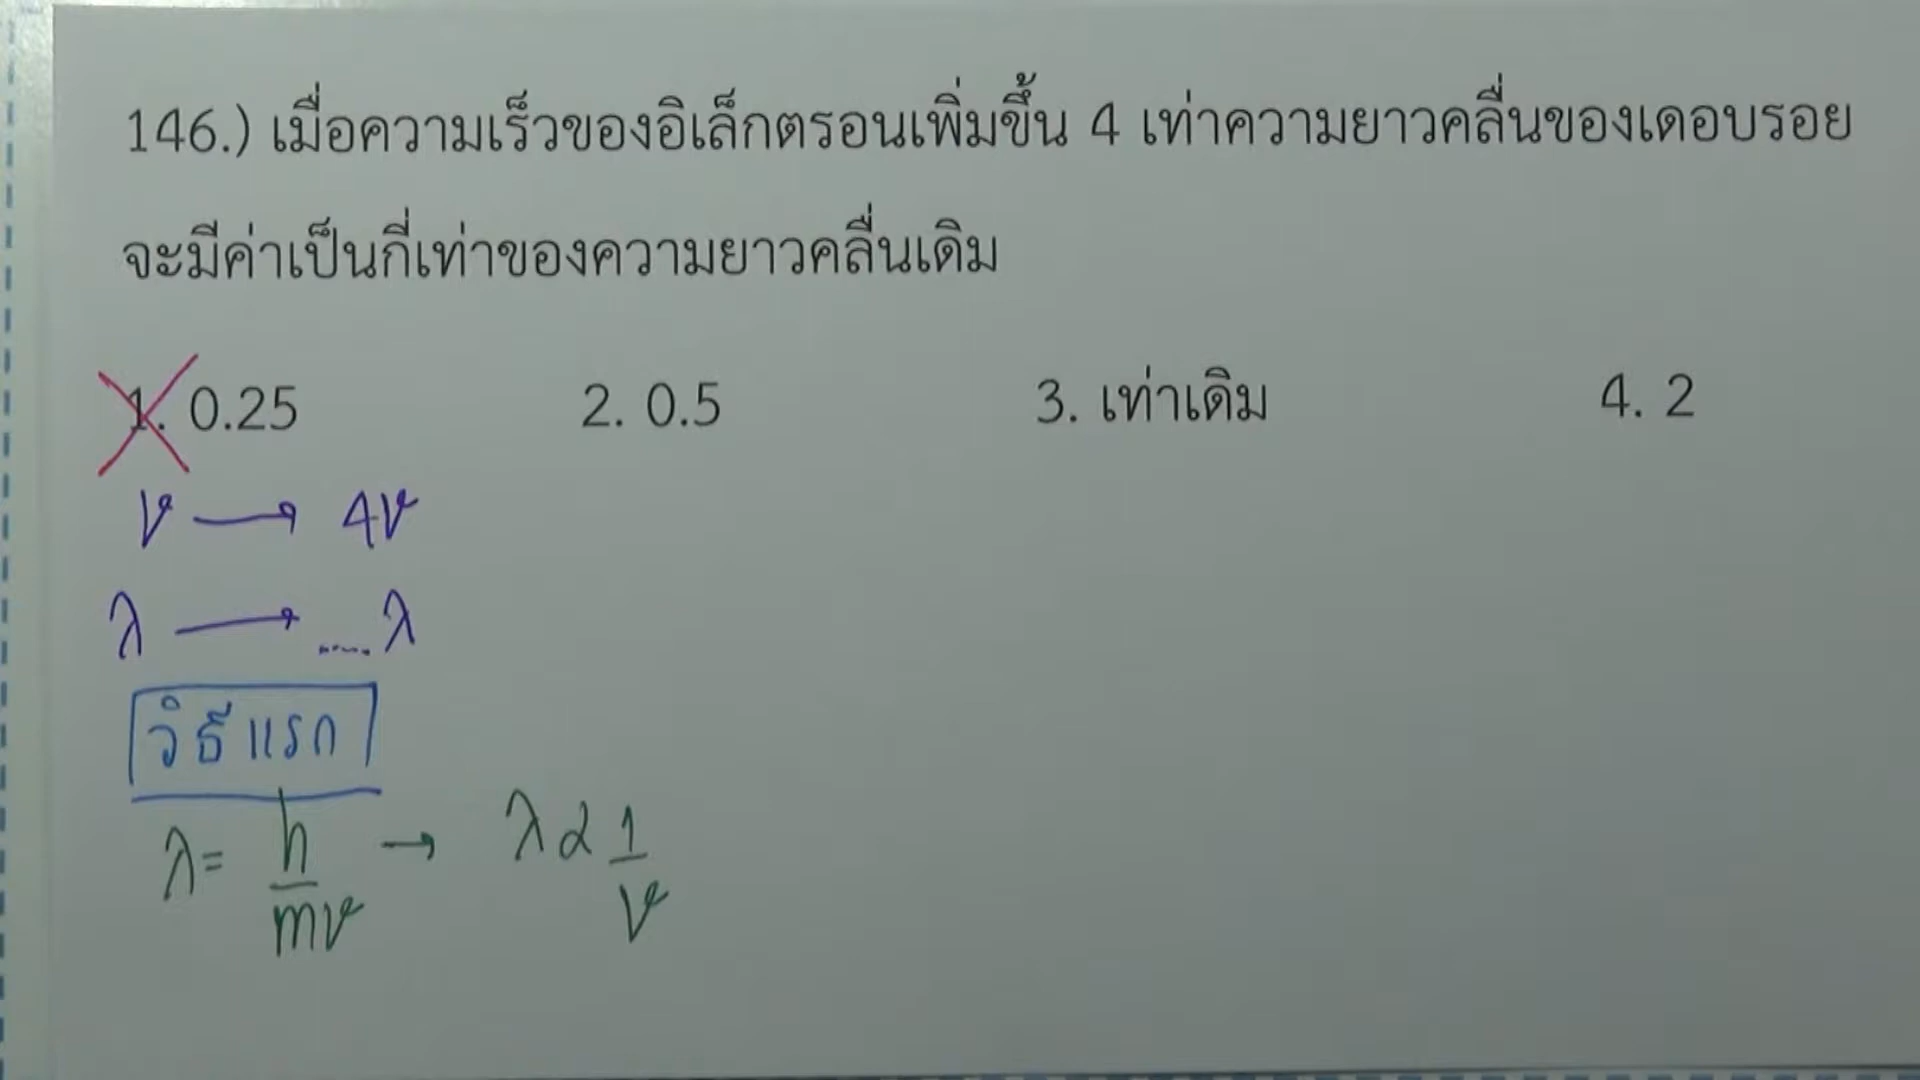 146.) เมื่อความเร็วของอิเล็กตรอนเพิ่มขึ้น 4 เท่าความยาวคลื่นของเดอบรอย
จะมีค่าเป็นกี่เท่าของความยาวคลื่นเดิม
1. 0.25 2. 0.5 3. เท่าเดิม 4. 2
v → 4v
λ → ..... λ
วิธีแรก
λ = h/mv → λ α 1/v